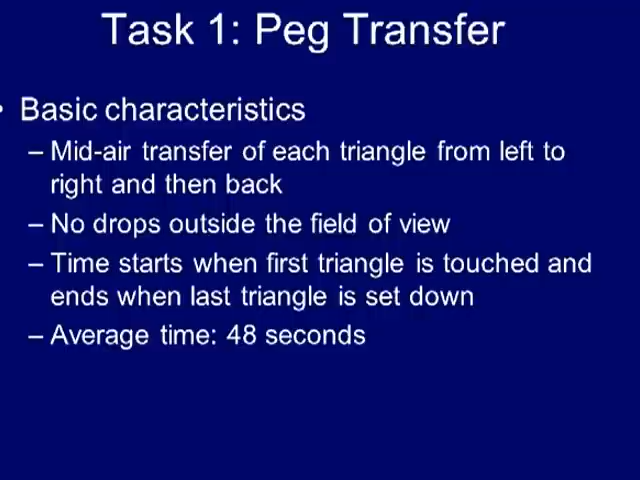 Task 1: Peg Transfer
• Basic characteristics
– Mid-air transfer of each triangle from left to
right and then back
– No drops outside the field of view
– Time starts when first triangle is touched and
ends when last triangle is set down
– Average time: 48 seconds